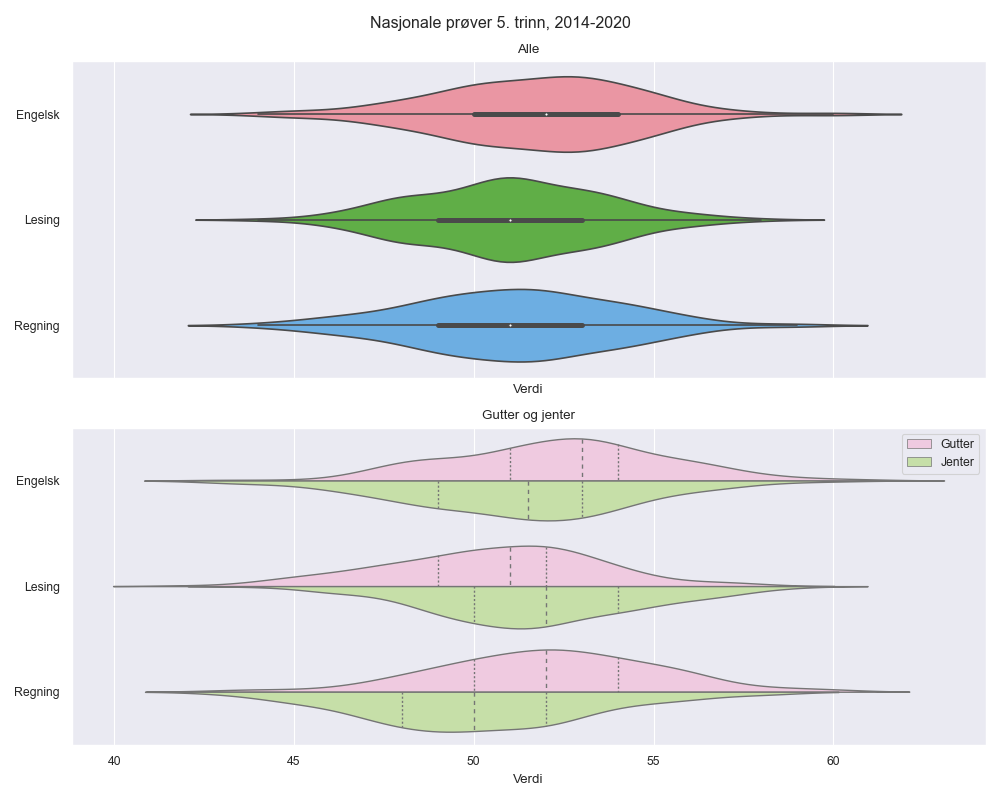 Nasjonale prøver 5. trinn, 2014-2020
Alle
Engelsk
Lesing
Regning
Verdi
Gutter og jenter
Gutter
Jenter
Engelsk
Lesing
Regning
40 45 50 55 60
Verdi